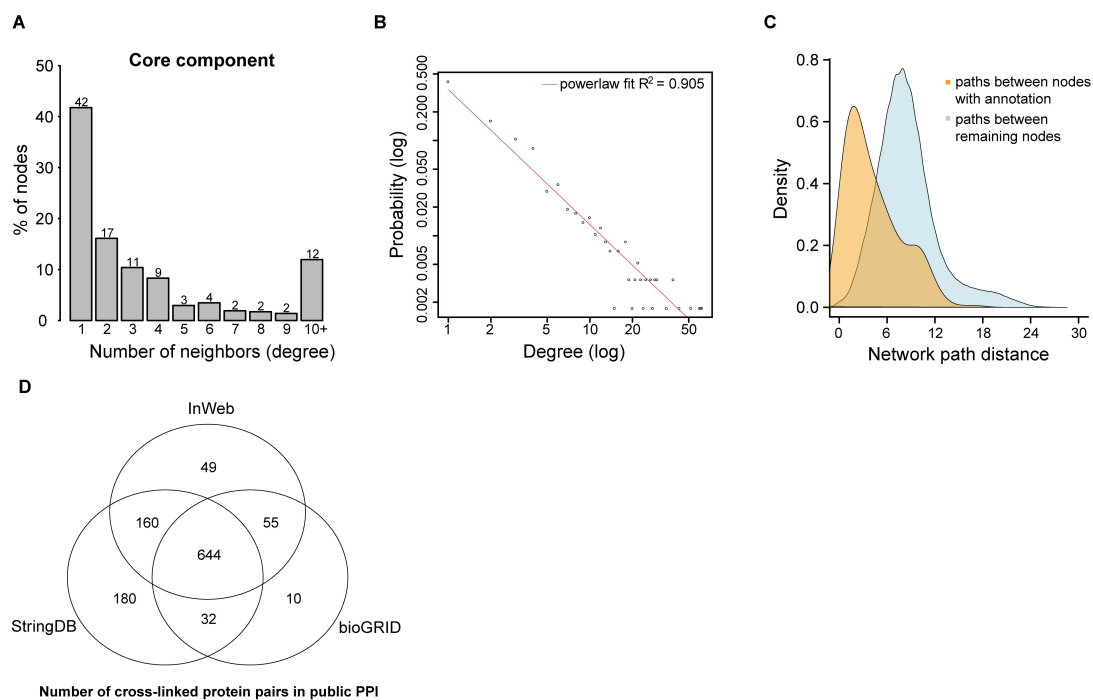 A
Core component
50
40
30
20
10
0
% of nodes
42
17
11
9
3
4
2
2
2
12
1 2 3 4 5 6 7 8 9 10+
Number of neighbors (degree)
B
powerlaw fit R² = 0.905
0.500
0.200
0.050
0.020
0.005
0.002
Probability (log)
1 2 5 10 20 50
Degree (log)
C
paths between nodes
with annotation
paths between
remaining nodes
0.8
0.6
0.4
0.2
0.0
Density
0 6 12 18 24 30
Network path distance
D
InWeb
49
160
55
644
180
10
32
StringDB
bioGRID
Number of cross-linked protein pairs in public PPI